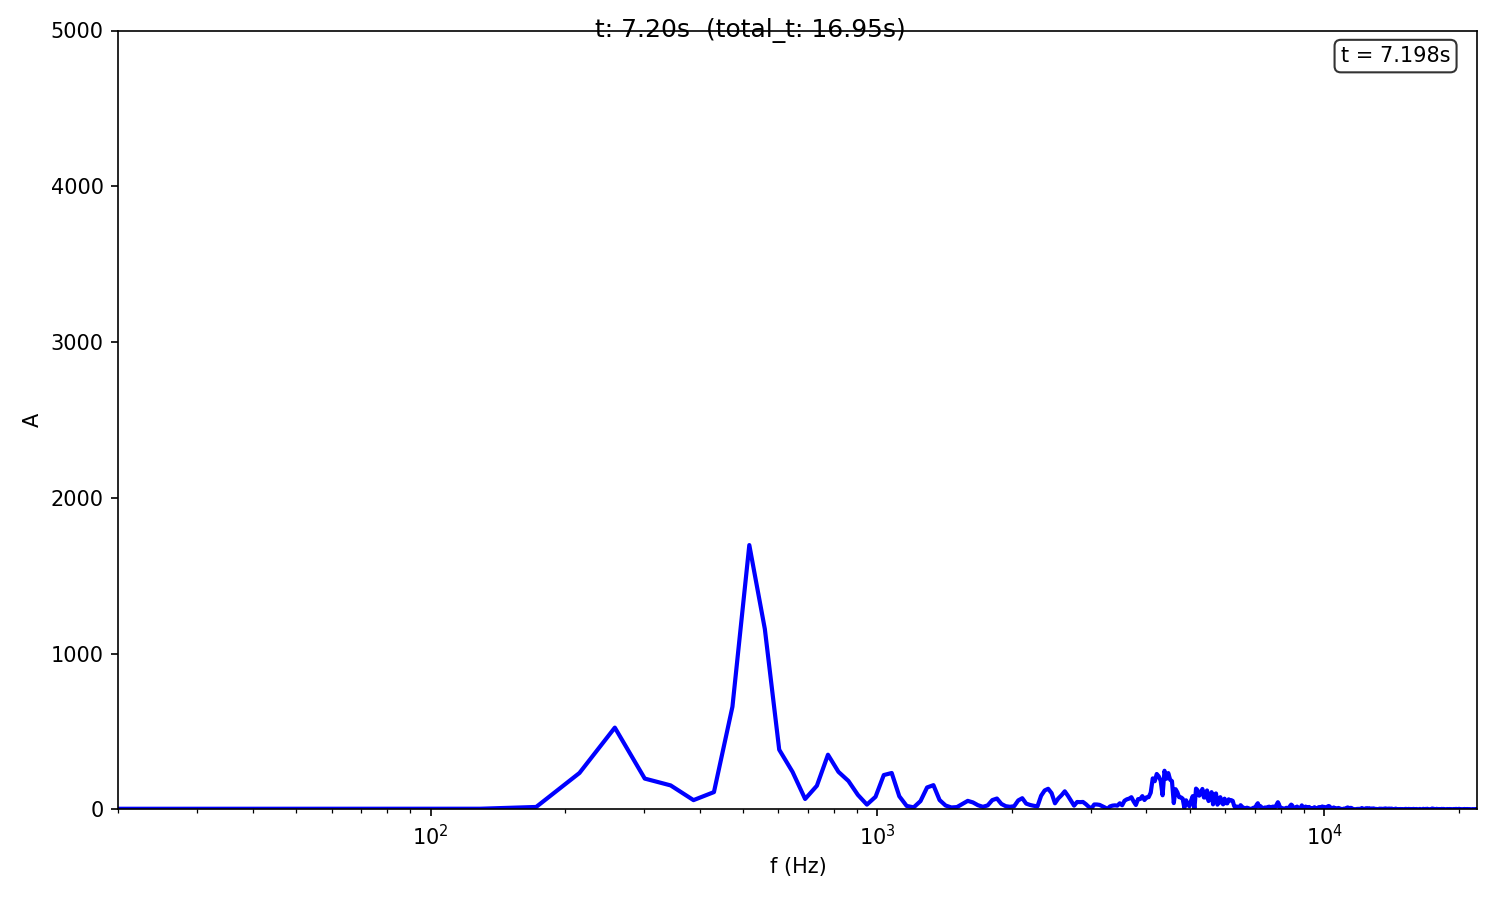 t: 7.20s (total_t: 16.95s)
t = 7.198s
5000
4000
3000
2000
1000
0
A
10²
10³
10⁴
f (Hz)